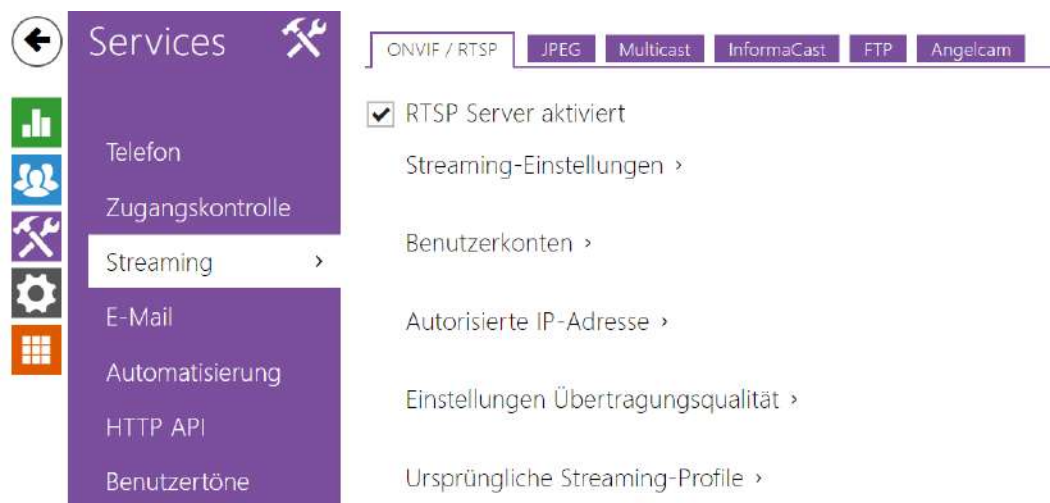 Services
Telefon
Zugangskontrolle
Streaming
E-Mail
Automatisierung
HTTP API
Benutzertöne
ONVIF / RTSP JPEG Multicast InformaCast FTP Angelcam
RTSP Server aktiviert
Streaming-Einstellungen
Benutzerkonten
Autorisierte IP-Adresse
Einstellungen Übertragungsqualität
Ursprüngliche Streaming-Profile